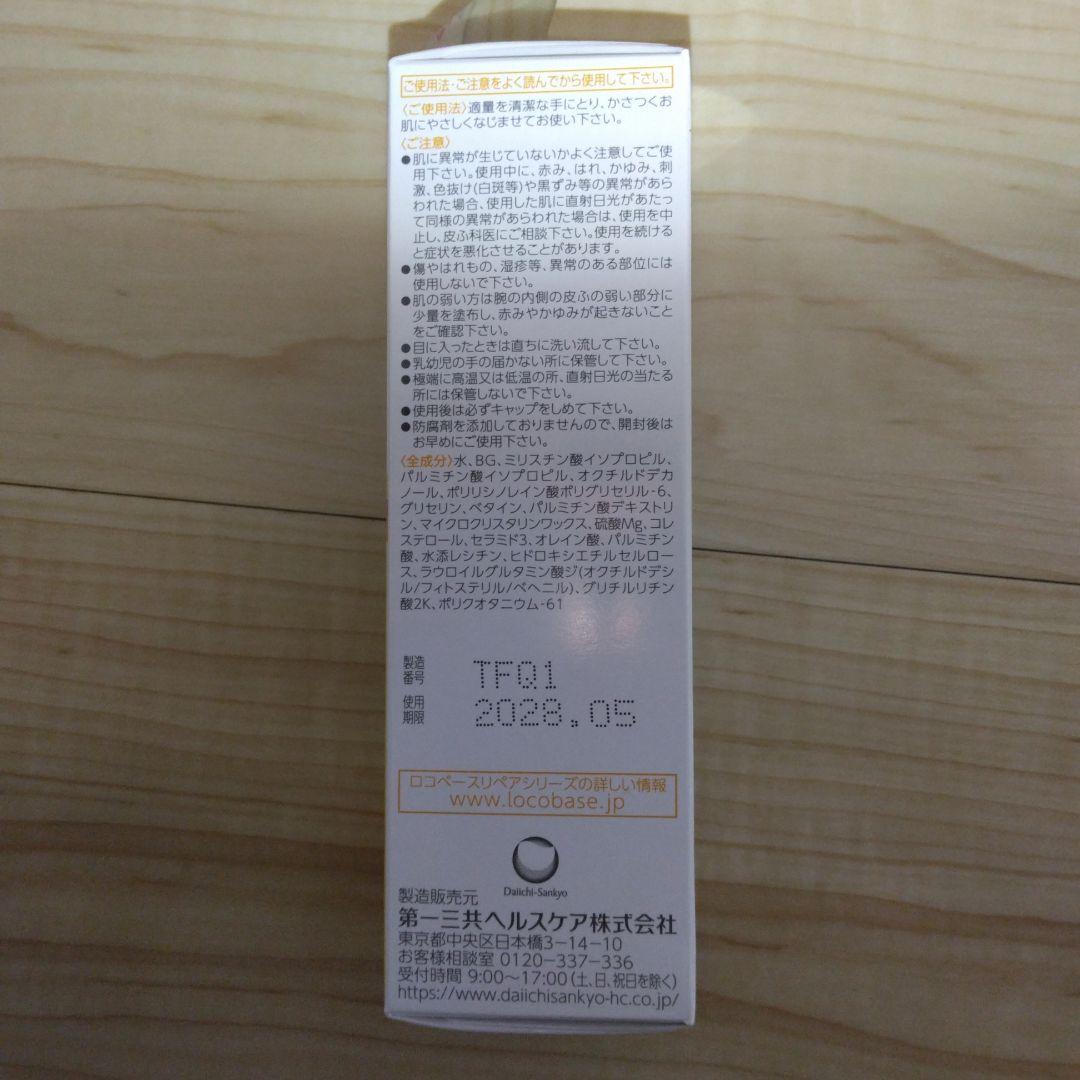 ご使用法・ご注意をよく読んでから使用して下さい。
〈ご使用法〉適量を清潔な手にとり、かさつくお
肌にやさしくなじませてお使い下さい。
〈ご注意〉
●肌に異常が生じていないかよく注意してご使
用下さい。使用中に、赤み、はれ、かゆみ、刺
激、色抜け(白斑等)や黒ずみ等の異常があら
われた場合、使用した肌に直射日光があたっ
て同様の異常があらわれた場合は、使用を中
止し、皮ふ科医にご相談下さい。使用を続ける
と症状を悪化させることがあります。
●傷やはれもの、湿疹等、異常のある部位には
使用しないで下さい。
●肌の弱い方は腕の内側の皮ふの弱い部分に
少量を塗布し、赤みやかゆみが起きないこと
をご確認下さい。
●目に入ったときは直ちに洗い流して下さい。
●乳幼児の手の届かない所に保管して下さい。
●極端に高温又は低温の所、直射日光の当たる
所には保管しないで下さい。
●使用後は必ずキャップをしめて下さい。
●防腐剤を添加しておりませんので、開封後は
お早めにご使用下さい。
〈全成分〉水、BG、ミリスチン酸イソプロピル、
パルミチン酸イソプロピル、オクチルドデカ
ノール、ポリリシノレイン酸ポリグリセリル-6、
グリセリン、ベタイン、パルミチン酸デキストリ
ン、マイクロクリスタリンワックス、硫酸Mg、コレ
ステロール、セラミド3、オレイン酸、パルミチン
酸、水添レシチン、ヒドロキシエチルセルロー
ス、ラウロイルグルタミン酸ジ(オクチルドデシ
ル/フィトステリル/ベヘニル)、グリチルリチン
酸2K、ポリクオタニウム-61
製造番号 TFQ1
使用期限 2028.05
ロコベースリペアシリーズの詳しい情報
www.locobase.jp
Daiichi-Sankyo
製造販売元
第一三共ヘルスケア株式会社
東京都中央区日本橋3-14-10
お客様相談室 0120-337-336
受付時間 9:00〜17:00(土、日、祝日を除く)
https://www.daiichisankyo-hc.co.jp/